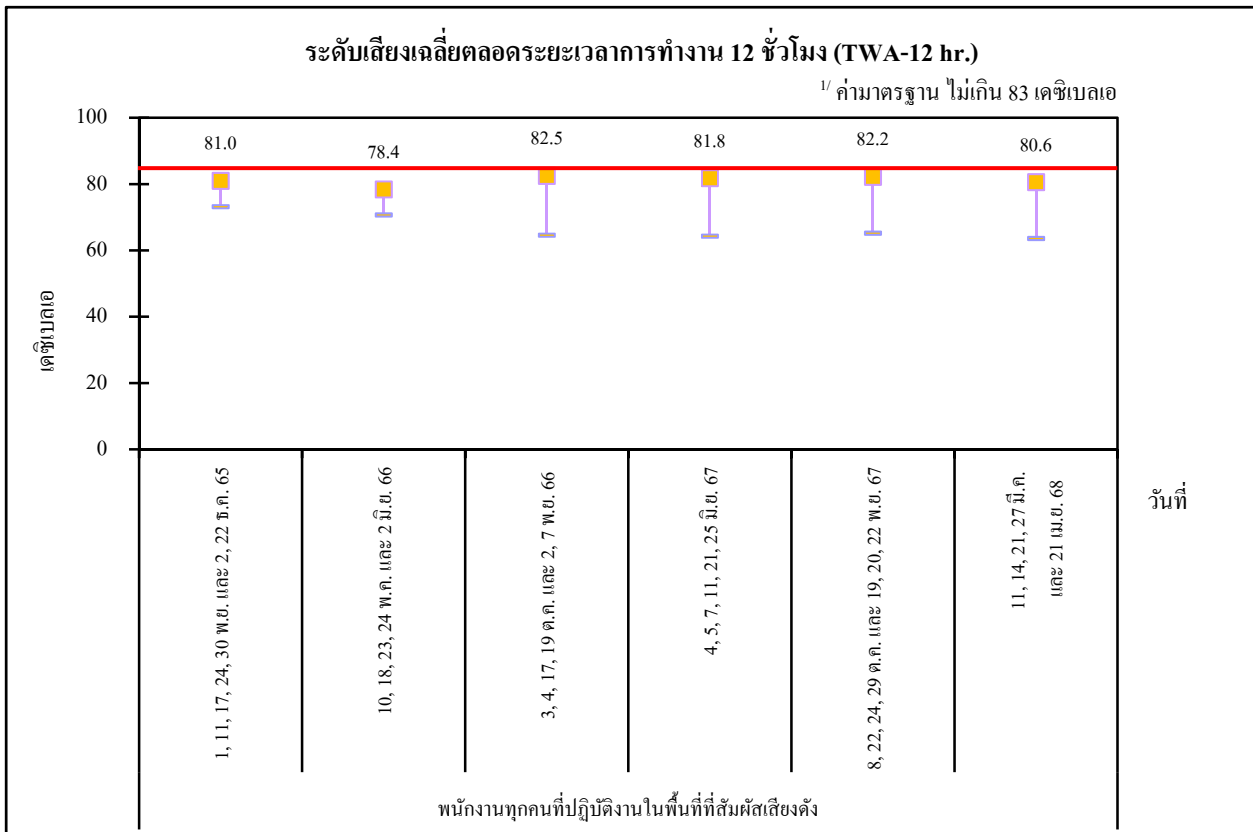 ระดับเสียงเฉลี่ยตลอดระยะเวลาการทำงาน 12 ชั่วโมง (TWA-12 hr.)
1/ ค่ามาตรฐาน ไม่เกิน 83 เดซิเบลเอ
100
80
60
40
20
0
เดซิเบลเอ
81.0
78.4
82.5
81.8
82.2
80.6
1, 11, 17, 24, 30 พ.ย. และ 2, 22 ธ.ค. 65
10, 18, 23, 24 พ.ค. และ 2 มิ.ย. 66
3, 4, 17, 19 ต.ค. และ 2, 7 พ.ย. 66
4, 5, 7, 11, 21, 25 มิ.ย. 67
8, 22, 24, 29 ต.ค. และ 19, 20, 22 พ.ย. 67
11, 14, 21, 27 มี.ค.
และ 21 เม.ย. 68
วันที่
พนักงานทุกคนที่ปฏิบัติงานในพื้นที่ที่สัมผัสเสียงดัง